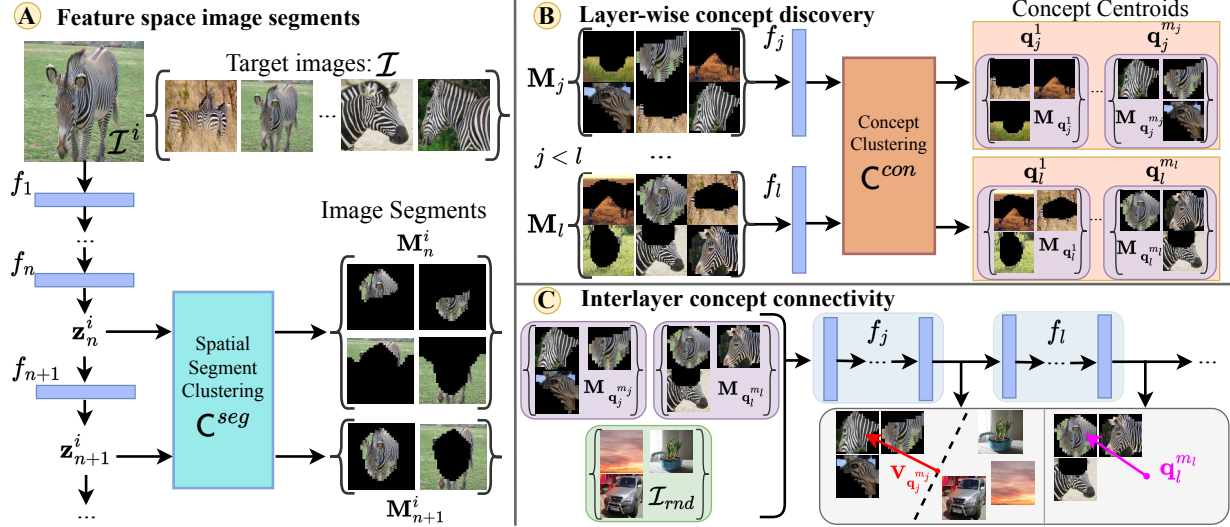 A Feature space image segments
Target images: 𝓘
𝓘^i
...
f_1
...
f_n
z_n^i
f_{n+1}
z_{n+1}^i
...
Spatial
Segment
Clustering
C^{seg}
Image Segments
M_n^i
M_{n+1}^i
B Layer-wise concept discovery
M_j
f_j
j < l
...
M_l
f_l
Concept
Clustering
C^{con}
Concept Centroids
q_j^1
q_j^{m_j}
M_{q_j^1}
...
M_{q_j^{m_j}}
q_l^1
q_l^{m_l}
M_{q_l^1}
...
M_{q_l^{m_l}}
C Interlayer concept connectivity
M_{q_j^{m_j}}
M_{q_l^{m_l}}
𝓘_{rnd}
f_j
...
f_l
...
...
V_{q_j^{m_j}}
q_l^{m_l}